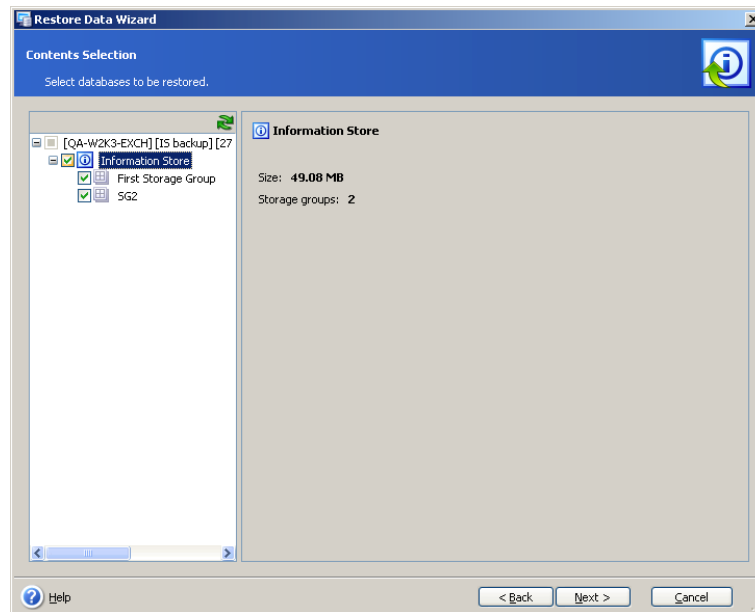 Restore Data Wizard
Contents Selection
Select databases to be restored.
[QA-W2K3-EXCH] [IS backup] [27
Information Store
First Storage Group
SG2
Information Store
Size: 49.08 MB
Storage groups: 2
Help
< Back
Next >
Cancel